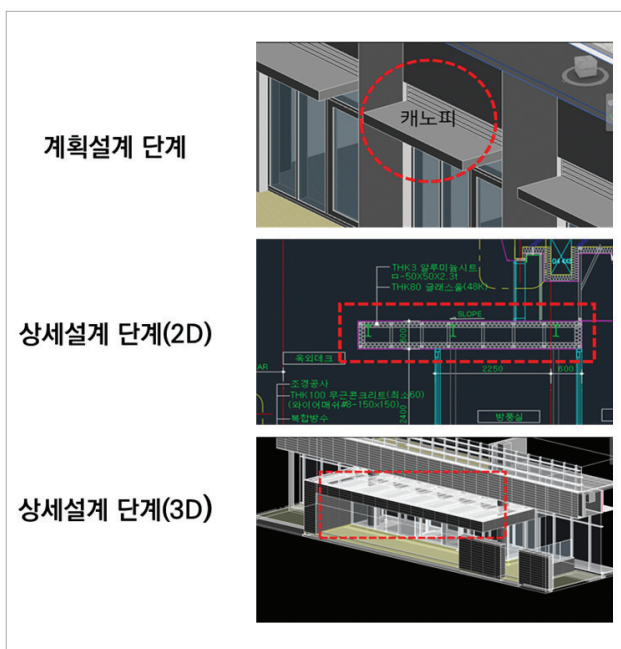 계획설계 단계
캐노피
상세설계 단계(2D)
THK3 알루미늄시트
ㅁ-50X50X2.3t
THK80 글래스울(48K)
SLOPE
600
옥외데크
2250
600
조경공사
THK100 무근콘크리트(최소60)
(와이어매쉬#8-150x150)
복합방수
2400
방풍실
상세설계 단계(3D)